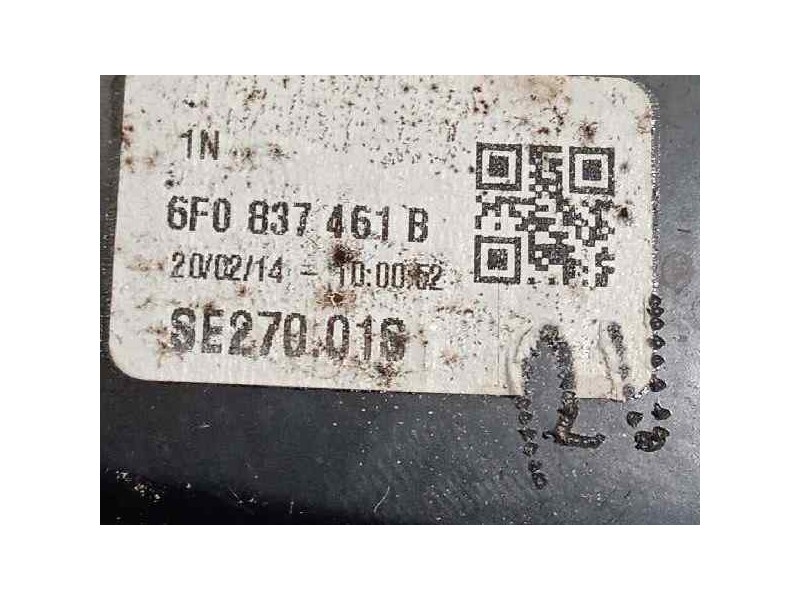 1N
6F0 837 461 B
20/02/14 - 10:00:52
SE270.01S